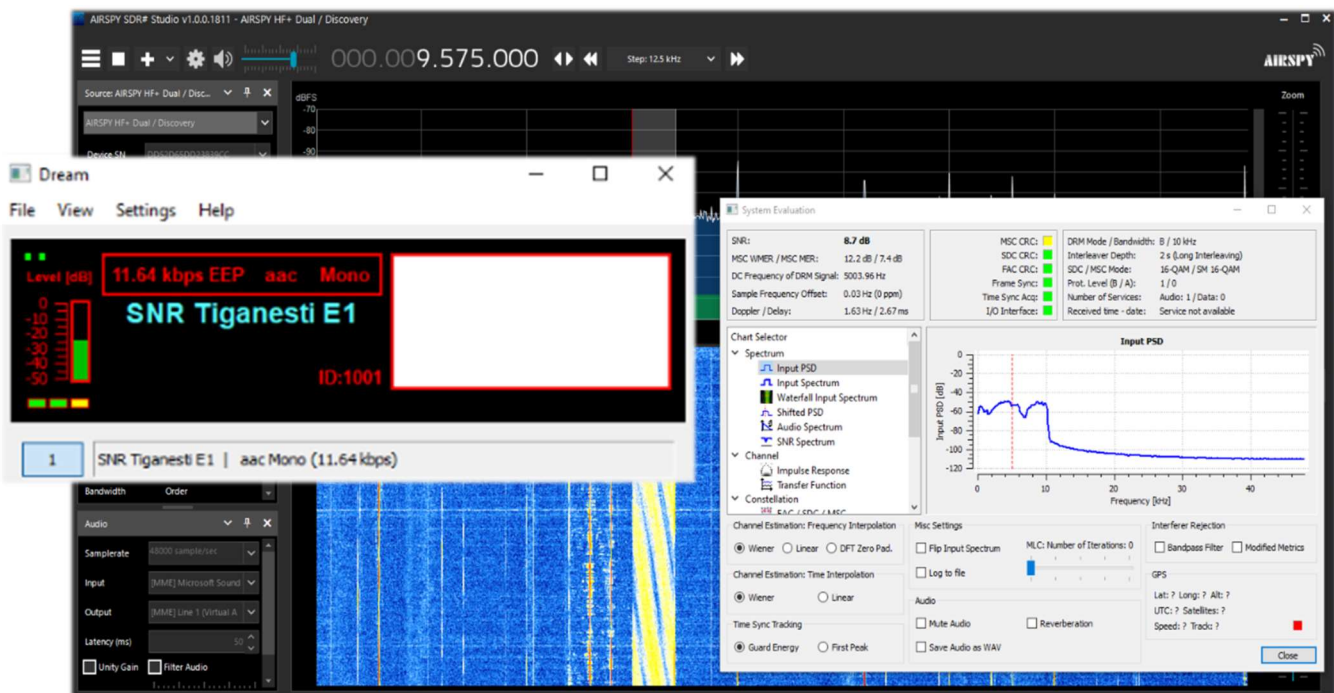 AIRSPY SDR# Studio v1.0.0.1811 - AIRSPY HF+ Dual / Discovery
000.009.575.000
Step: 12.5 kHz
AIRSPY
Source: AIRSPY HF+ Dual / Disc...
AIRSPY HF+ Dual / Discovery
Device SN
dBFS
-70
-80
-90
Zoom
Dream
File View Settings Help
Level [dB]
0
-10
-20
-30
-40
-50
11.64 kbps EEP aac Mono
SNR Tiganesti E1
ID:1001
1
SNR Tiganesti E1 | aac Mono (11.64 kbps)
Bandwidth Order
Audio
Samplerate 48000 sample/sec
Input [MME] Microsoft Sound
Output [MME] Line 1 (Virtual A
Latency (ms) 50
Unity Gain Filter Audio
System Evaluation
SNR: 8.7 dB
MSC WMER / MSC MER: 12.2 dB / 7.4 dB
DC Frequency of DRM Signal: 5003.96 Hz
Sample Frequency Offset: 0.03 Hz (0 ppm)
Doppler / Delay: 1.63 Hz / 2.67 ms
MSC CRC:
SDC CRC:
FAC CRC:
Frame Sync:
Time Sync Acq:
I/O Interface:
DRM Mode / Bandwidth: B / 10 kHz
Interleaver Depth: 2 s (Long Interleaving)
SDC / MSC Mode: 16-QAM / SM 16-QAM
Prot. Level (B / A): 1 / 0
Number of Services: Audio: 1 / Data: 0
Received time - date: Service not available
Chart Selector
Spectrum
Input PSD
Input Spectrum
Waterfall Input Spectrum
Shifted PSD
Audio Spectrum
SNR Spectrum
Channel
Impulse Response
Transfer Function
Constellation
FAC / SDC / MSC
Input PSD
Input PSD [dB]
0
-20
-40
-60
-80
-100
-120
0 10 20 30 40
Frequency [kHz]
Channel Estimation: Frequency Interpolation
Wiener Linear DFT Zero Pad.
Channel Estimation: Time Interpolation
Wiener Linear
Time Sync Tracking
Guard Energy First Peak
Misc Settings
Flip Input Spectrum
Log to file
MLC: Number of Iterations: 0
Audio
Mute Audio Reverberation
Save Audio as WAV
Interferer Rejection
Bandpass Filter Modified Metrics
GPS
Lat: ? Long: ? Alt: ?
UTC: ? Satellites: ?
Speed: ? Track: ?
Close